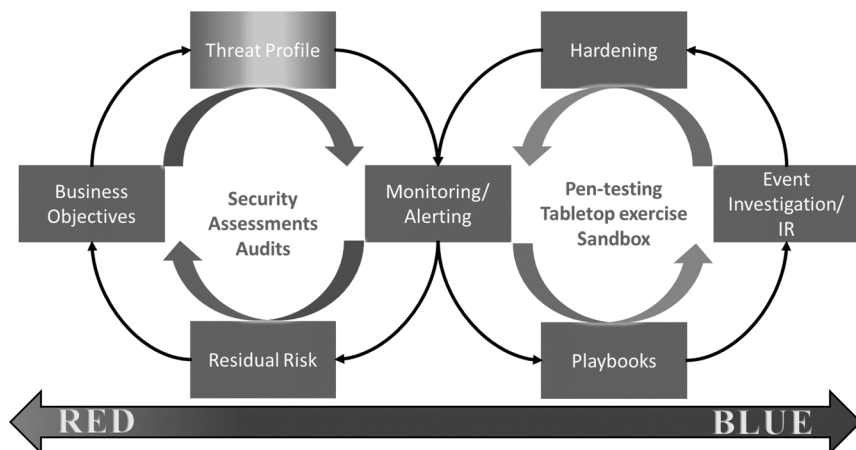 Threat Profile
Hardening
Business
Objectives
Security
Assessments
Audits
Monitoring/
Alerting
Pen-testing
Tabletop exercise
Sandbox
Event
Investigation/
IR
Residual Risk
Playbooks
RED
BLUE